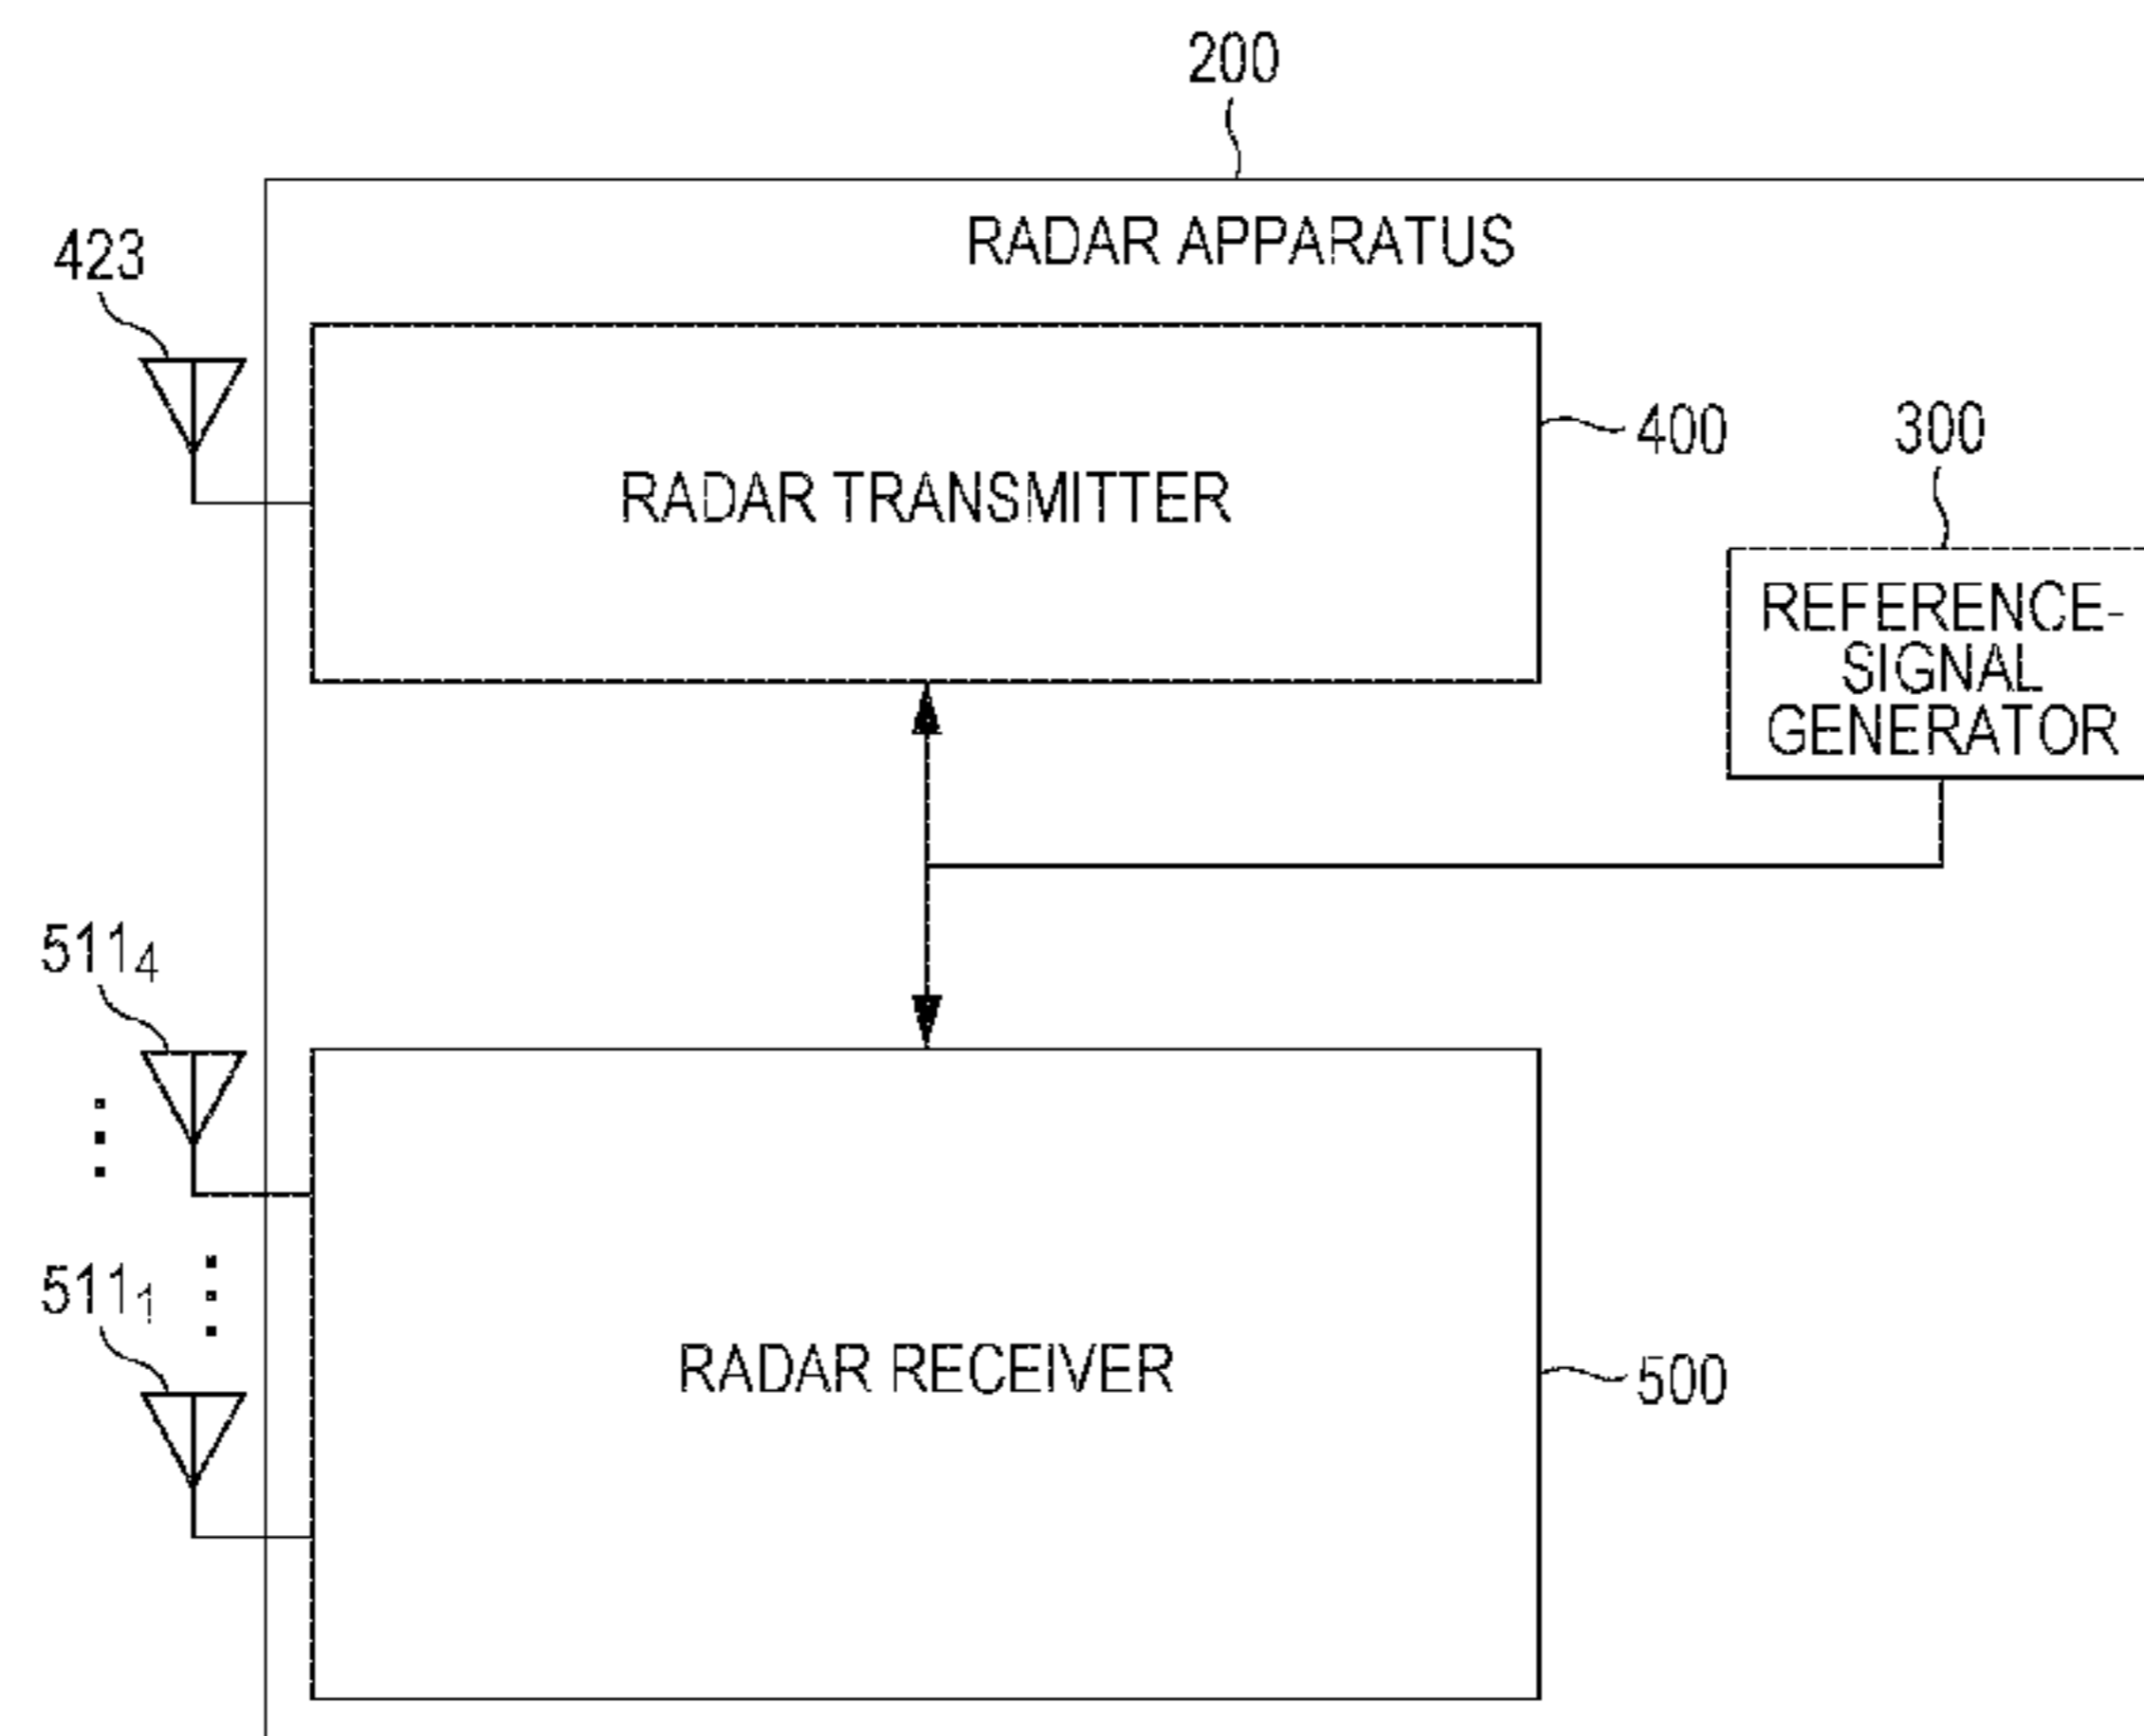 200
RADAR APPARATUS
423
RADAR TRANSMITTER
400
300
REFERENCE-
SIGNAL
GENERATOR
511₄
511₁
RADAR RECEIVER
500